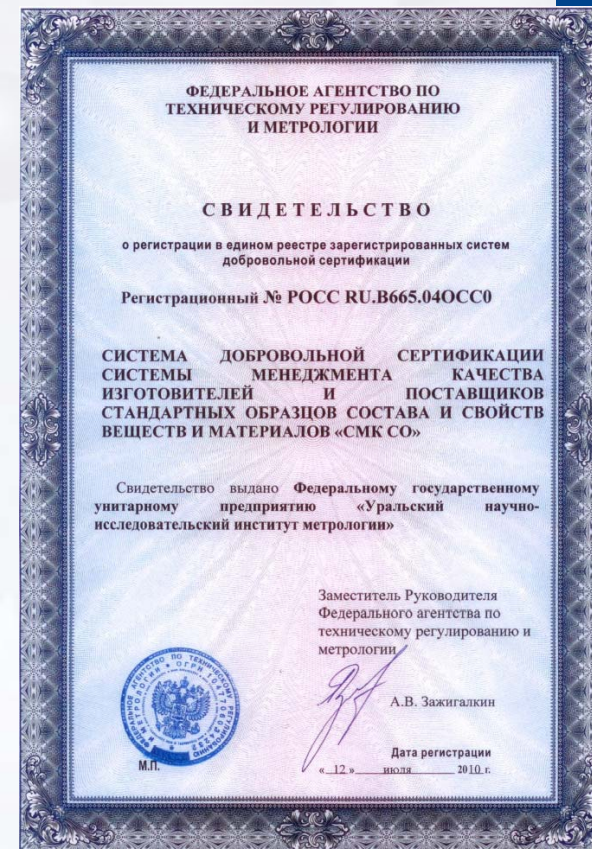 ФЕДЕРАЛЬНОЕ АГЕНТСТВО ПО
ТЕХНИЧЕСКОМУ РЕГУЛИРОВАНИЮ
И МЕТРОЛОГИИ
СВИДЕТЕЛЬСТВО
о регистрации в едином реестре зарегистрированных систем
добровольной сертификации
Регистрационный № РОСС RU.В665.04ОСС0
СИСТЕМА ДОБРОВОЛЬНОЙ СЕРТИФИКАЦИИ
СИСТЕМЫ МЕНЕДЖМЕНТА КАЧЕСТВА
ИЗГОТОВИТЕЛЕЙ И ПОСТАВЩИКОВ
СТАНДАРТНЫХ ОБРАЗЦОВ СОСТАВА И СВОЙСТВ
ВЕЩЕСТВ И МАТЕРИАЛОВ «СМК СО»
Свидетельство выдано Федеральному государственному
унитарному предприятию «Уральский научно-
исследовательский институт метрологии»
Заместитель Руководителя
Федерального агентства по
техническому регулированию и
метрологии
А.В. Зажигалкин
М.П.
Дата регистрации
« 12 » июля 2010 г.